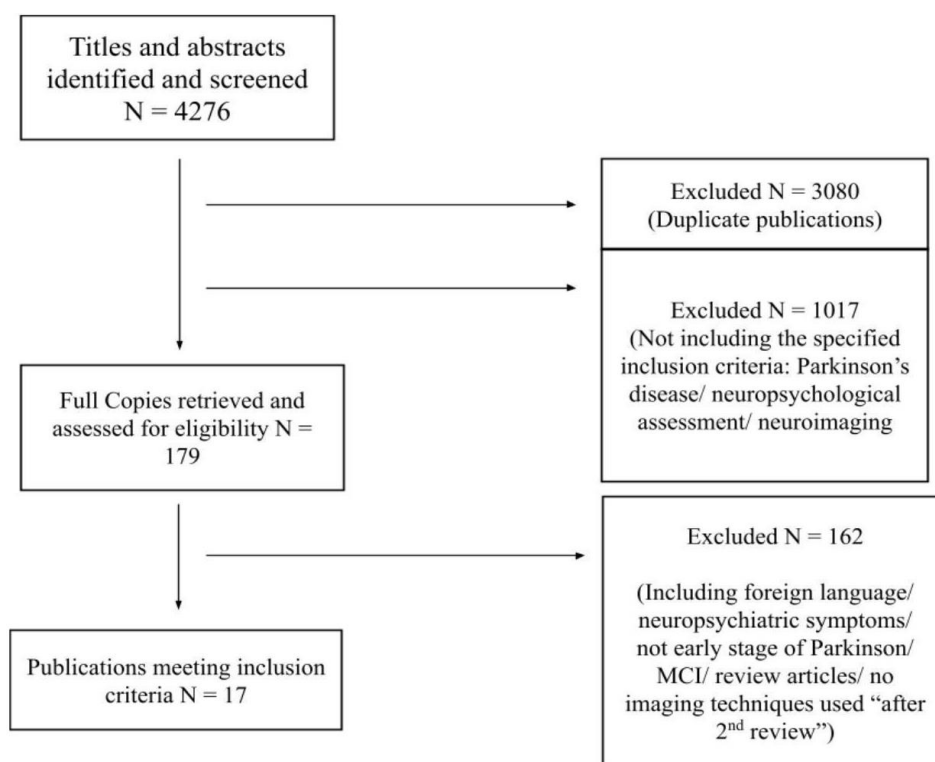 Titles and abstracts
identified and screened
N = 4276
Excluded N = 3080
(Duplicate publications)
Excluded N = 1017
(Not including the specified
inclusion criteria: Parkinson’s
disease/ neuropsychological
assessment/ neuroimaging
Full Copies retrieved and
assessed for eligibility N =
179
Excluded N = 162
(Including foreign language/
neuropsychiatric symptoms/
not early stage of Parkinson/
MCI/ review articles/ no
imaging techniques used “after
2nd review”)
Publications meeting inclusion
criteria N = 17